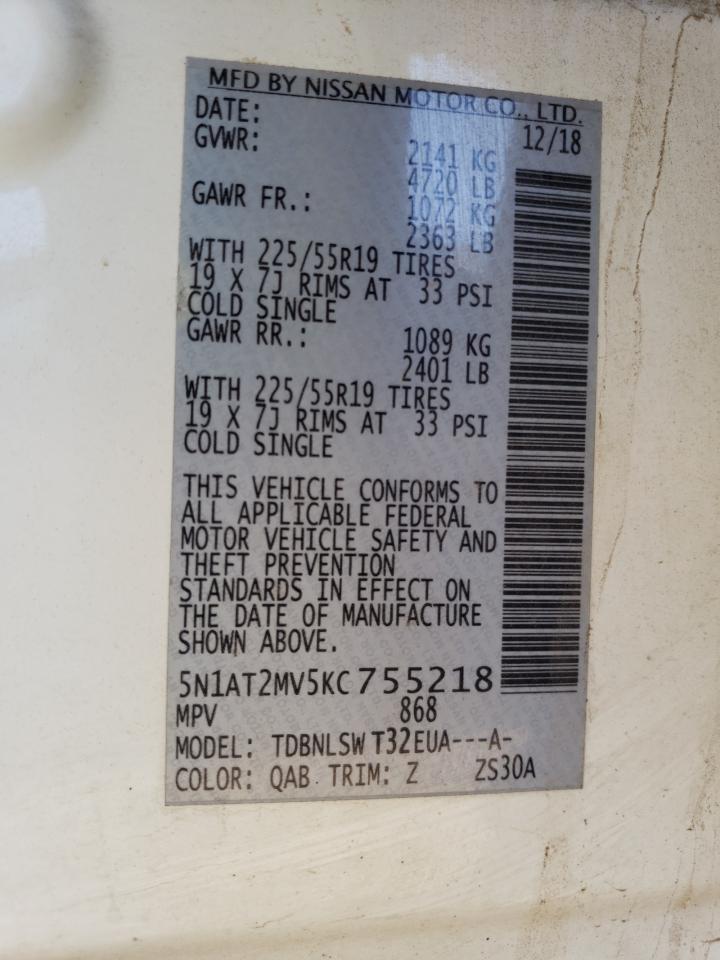 MFD BY NISSAN MOTOR CO., LTD.
DATE: 12/18
GVWR: 2141 KG
4720 LB
GAWR FR.: 1072 KG
2363 LB
WITH 225/55R19 TIRES
19 X 7J RIMS AT 33 PSI
COLD SINGLE
GAWR RR.: 1089 KG
2401 LB
WITH 225/55R19 TIRES
19 X 7J RIMS AT 33 PSI
COLD SINGLE
THIS VEHICLE CONFORMS TO
ALL APPLICABLE FEDERAL
MOTOR VEHICLE SAFETY AND
THEFT PREVENTION
STANDARDS IN EFFECT ON
THE DATE OF MANUFACTURE
SHOWN ABOVE.
5N1AT2MV5KC755218
MPV 868
MODEL: TDBNLSW T32EUA---A-
COLOR: QAB TRIM: Z ZS30A